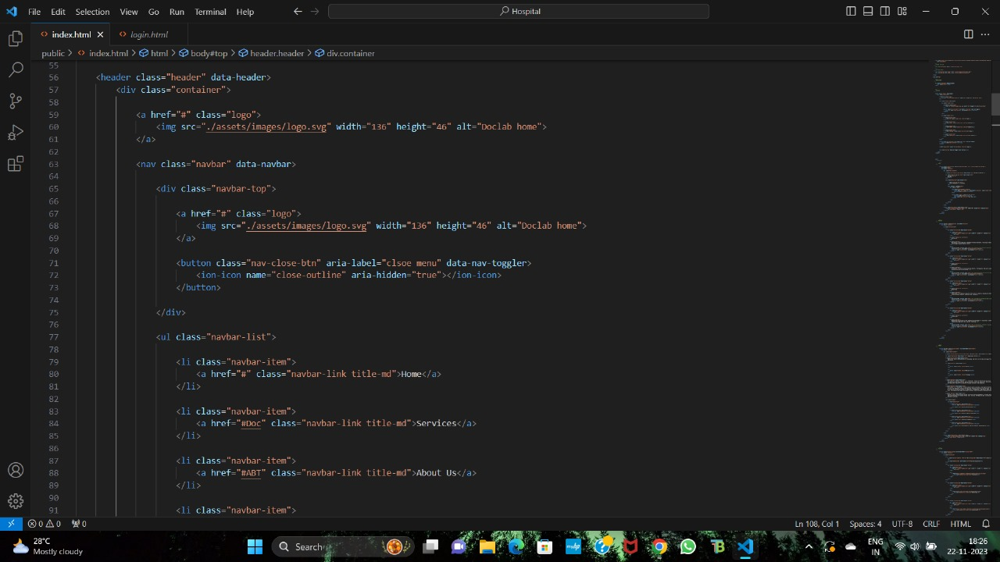 File Edit Selection View Go Run Terminal Help
Hospital
index.html
login.html
public > index.html > html > body#top > header.header > div.container
55
56 <header class="header" data-header>
57 <div class="container">
58
59 <a href="#" class="logo">
60 <img src="./assets/images/logo.svg" width="136" height="46" alt="Doclab home">
61 </a>
62
63 <nav class="navbar" data-navbar>
64
65 <div class="navbar-top">
66
67 <a href="#" class="logo">
68 <img src="./assets/images/logo.svg" width="136" height="46" alt="Doclab home">
69 </a>
70
71 <button class="nav-close-btn" aria-label="clsoe menu" data-nav-toggler>
72 <ion-icon name="close-outline" aria-hidden="true"></ion-icon>
73 </button>
74
75 </div>
76
77 <ul class="navbar-list">
78
79 <li class="navbar-item">
80 <a href="#" class="navbar-link title-md">Home</a>
81 </li>
82
83 <li class="navbar-item">
84 <a href="#Doc" class="navbar-link title-md">Services</a>
85 </li>
86
87 <li class="navbar-item">
88 <a href="#ABT" class="navbar-link title-md">About Us</a>
89 </li>
90
91 <li class="navbar-item">
0 0 0
Ln 108, Col 1 Spaces: 4 UTF-8 CRLF HTML
28°C
Mostly cloudy
Search
ENG
IN
18:26
22-11-2023